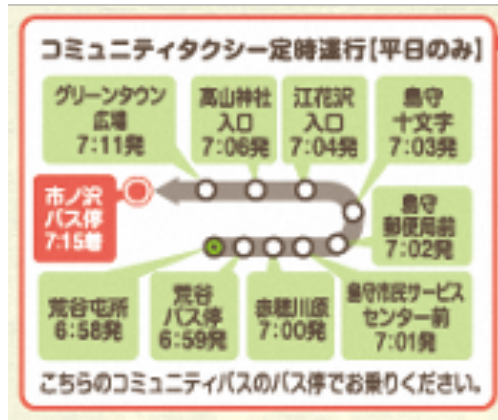 コミュニティタクシー定時運行[平日のみ]
グリーンタウン
広場
7:11発
高山神社
入口
7:06発
江花沢
入口
7:04発
島守
十文字
7:03発
市ノ沢
バス停
7:15着
島守
郵便局前
7:02発
荒谷屯所
6:58発
荒谷
バス停
6:59発
赤穂川原
7:00発
島守市民サービス
センター前
7:01発
こちらのコミュニティバスのバス停でお乗りください。